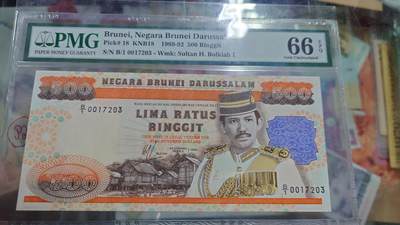 PMG
PAPER MONEY GUARANTY
Brunei, Negara Brunei Darussalam
Pick# 18 KNB18 1989-92 500 Ringgit
S/N B/1 0017203 - Wmk: Sultan H. Bolkiah I
66 EPQ
Gem Uncirculated
500 NEGARA BRUNEI DARUSSALAM 500
B/1 0017203
LIMA RATUS
RINGGIT
500
B/1 0017203